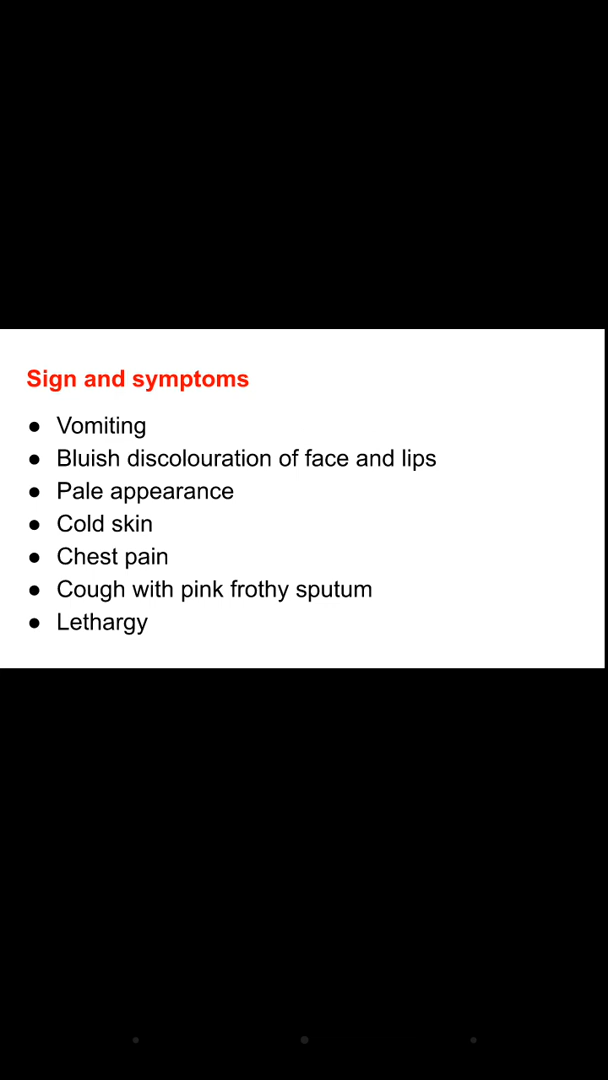 Sign and symptoms
● Vomiting
● Bluish discolouration of face and lips
● Pale appearance
● Cold skin
● Chest pain
● Cough with pink frothy sputum
● Lethargy